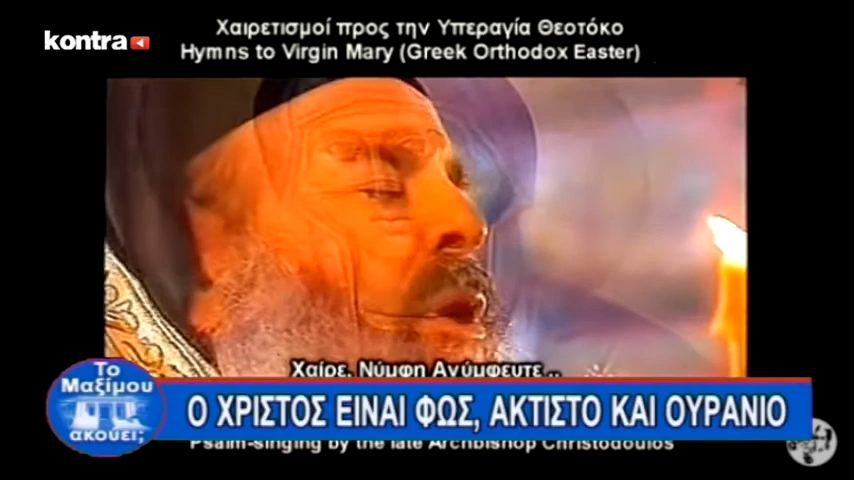 Χαιρετισμοί προς την Υπεραγία Θεοτόκο
kontra
Hymns to Virgin Mary (Greek Orthodox Easter)
Χαίρε, Νύμφη Ανύμφευτε ..
Το
Μαξίμου
ακούει;
Ο ΧΡΙΣΤΟΣ ΕΙΝΑΙ ΦΩΣ, ΑΚΤΙΣΤΟ ΚΑΙ ΟΥΡΑΝΙΟ
Psalm-singing by the late Archbishop Christodoulos